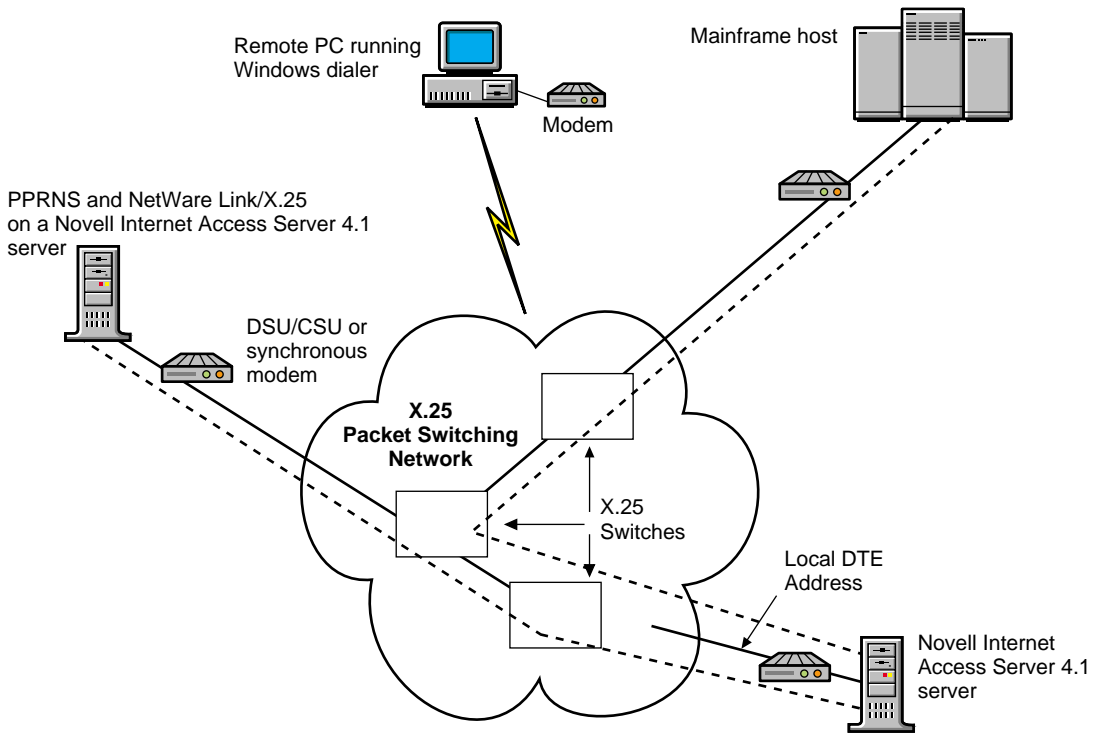 Remote PC running
Windows dialer
Modem
Mainframe host
PPRNS and NetWare Link/X.25
on a Novell Internet Access Server 4.1
server
DSU/CSU or
synchronous
modem
X.25
Packet Switching
Network
X.25
Switches
Local DTE
Address
Novell Internet
Access Server 4.1
server